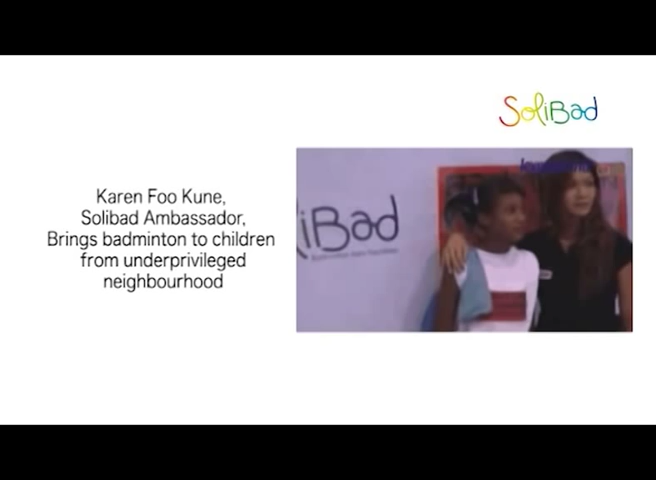 SoliBad
Karen Foo Kune,
Solibad Ambassador,
Brings badminton to children
from underprivileged
neighbourhood
iBad